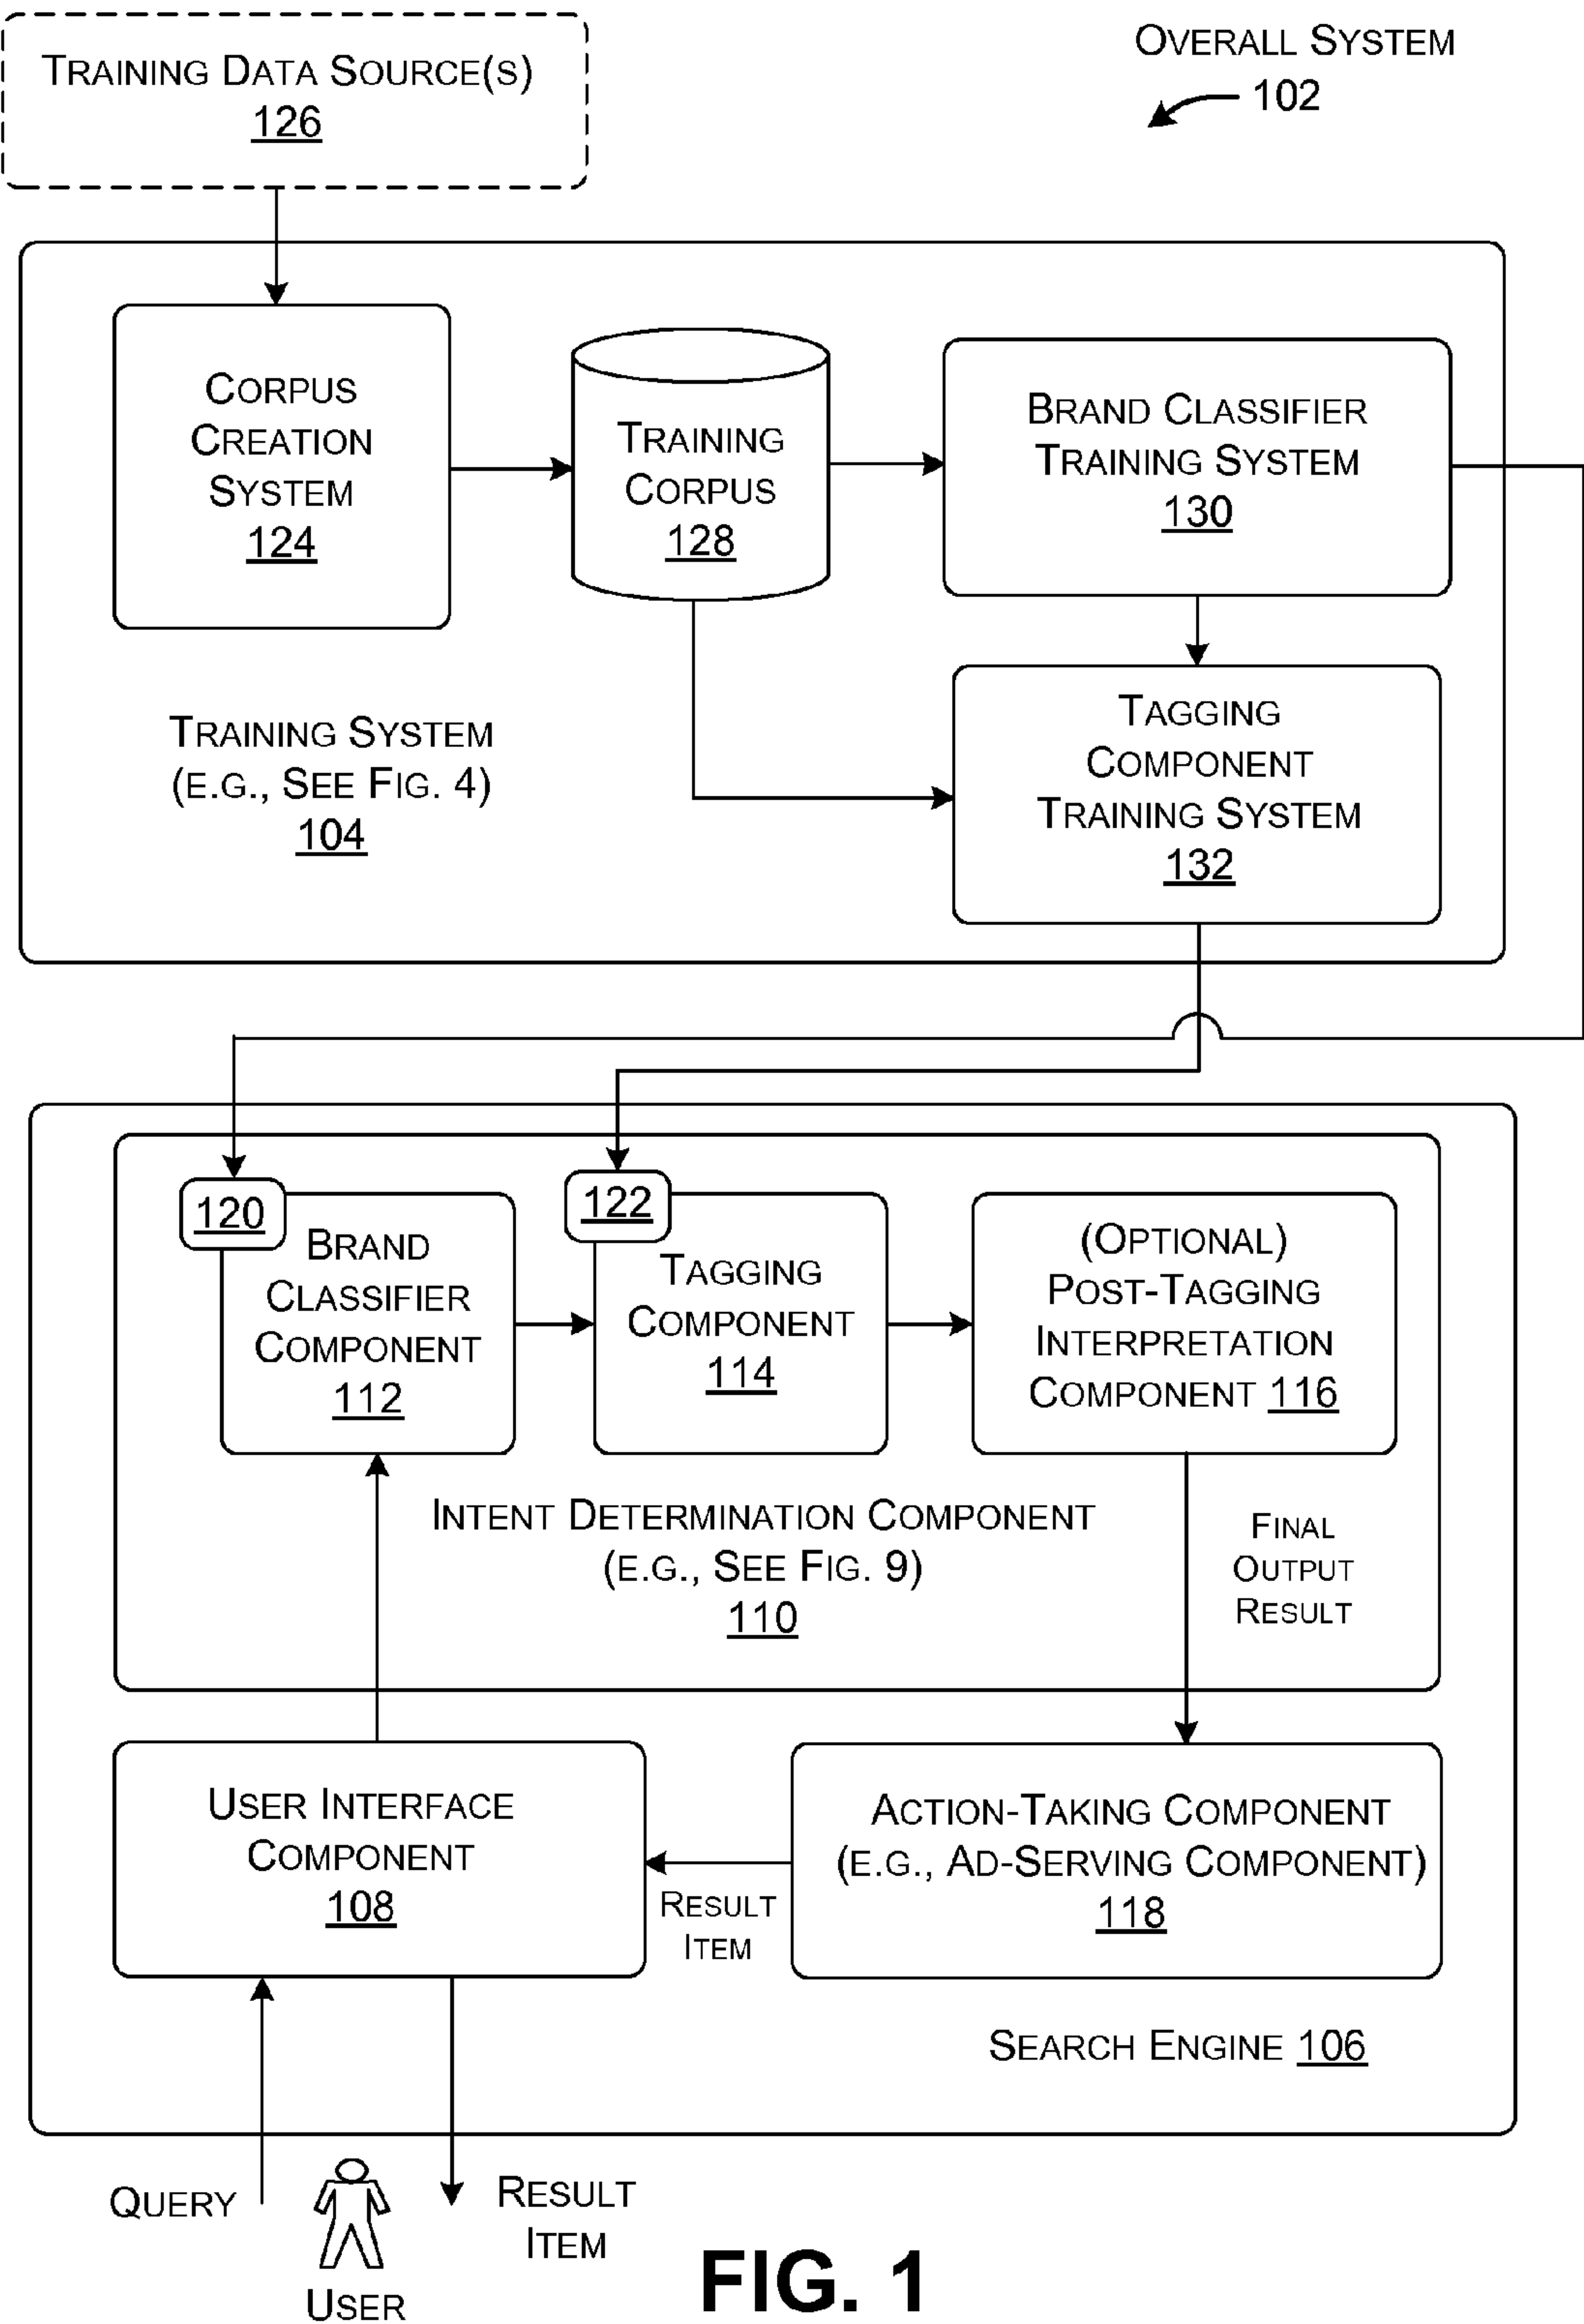 TRAINING DATA SOURCE(S)
126
OVERALL SYSTEM
102
CORPUS
CREATION
SYSTEM
124
TRAINING
CORPUS
128
BRAND CLASSIFIER
TRAINING SYSTEM
130
TRAINING SYSTEM
(E.G., SEE FIG. 4)
104
TAGGING
COMPONENT
TRAINING SYSTEM
132
120
BRAND
CLASSIFIER
COMPONENT
112
122
TAGGING
COMPONENT
114
(OPTIONAL)
POST-TAGGING
INTERPRETATION
COMPONENT 116
INTENT DETERMINATION COMPONENT
(E.G., SEE FIG. 9)
110
FINAL
OUTPUT
RESULT
USER INTERFACE
COMPONENT
108
RESULT
ITEM
ACTION-TAKING COMPONENT
(E.G., AD-SERVING COMPONENT)
118
SEARCH ENGINE 106
QUERY
USER
RESULT
ITEM
FIG. 1